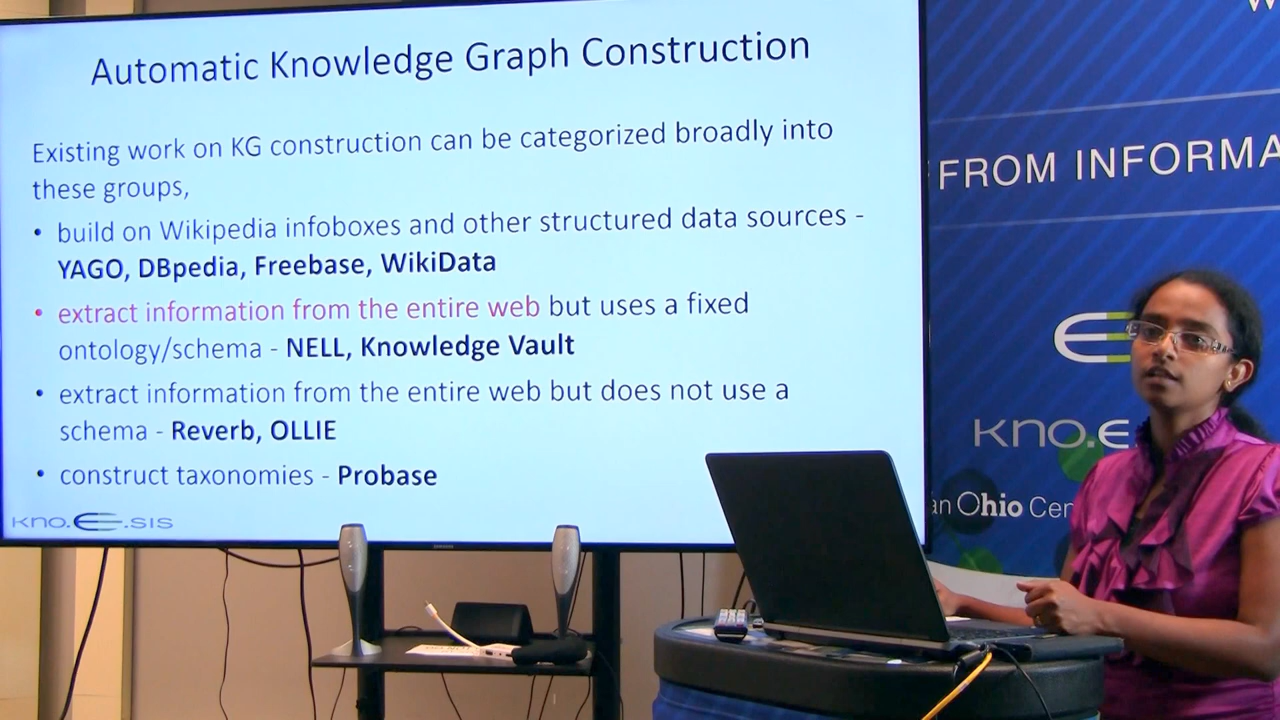 Automatic Knowledge Graph Construction
Existing work on KG construction can be categorized broadly into
these groups,
• build on Wikipedia infoboxes and other structured data sources -
YAGO, DBpedia, Freebase, WikiData
• extract information from the entire web but uses a fixed
ontology/schema - NELL, Knowledge Vault
• extract information from the entire web but does not use a
schema - Reverb, OLLIE
• construct taxonomies - Probase
kno.e.sis
FROM INFORMA
kno.e
an Ohio Cen